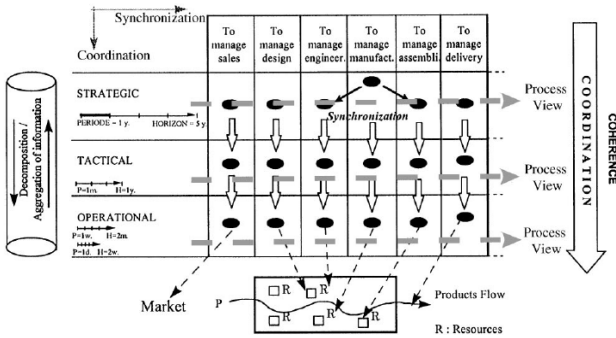 Synchronization
Coordination
To manage sales
To manage design
To manage engineer.
To manage manufact.
To manage assembli.
To manage delivery
STRATEGIC
PERIODE = 1 y. HORIZON = 5 y.
Synchronization
Process View
TACTICAL
P=1m. H=1y.
Process View
OPERATIONAL
P=1w. H=2m.
P=1d. H=2w.
Process View
Decomposition /
Aggregation of information
COORDINATION
COHERENCE
Market
P
R
R
R
R
R
Products Flow
R : Resources